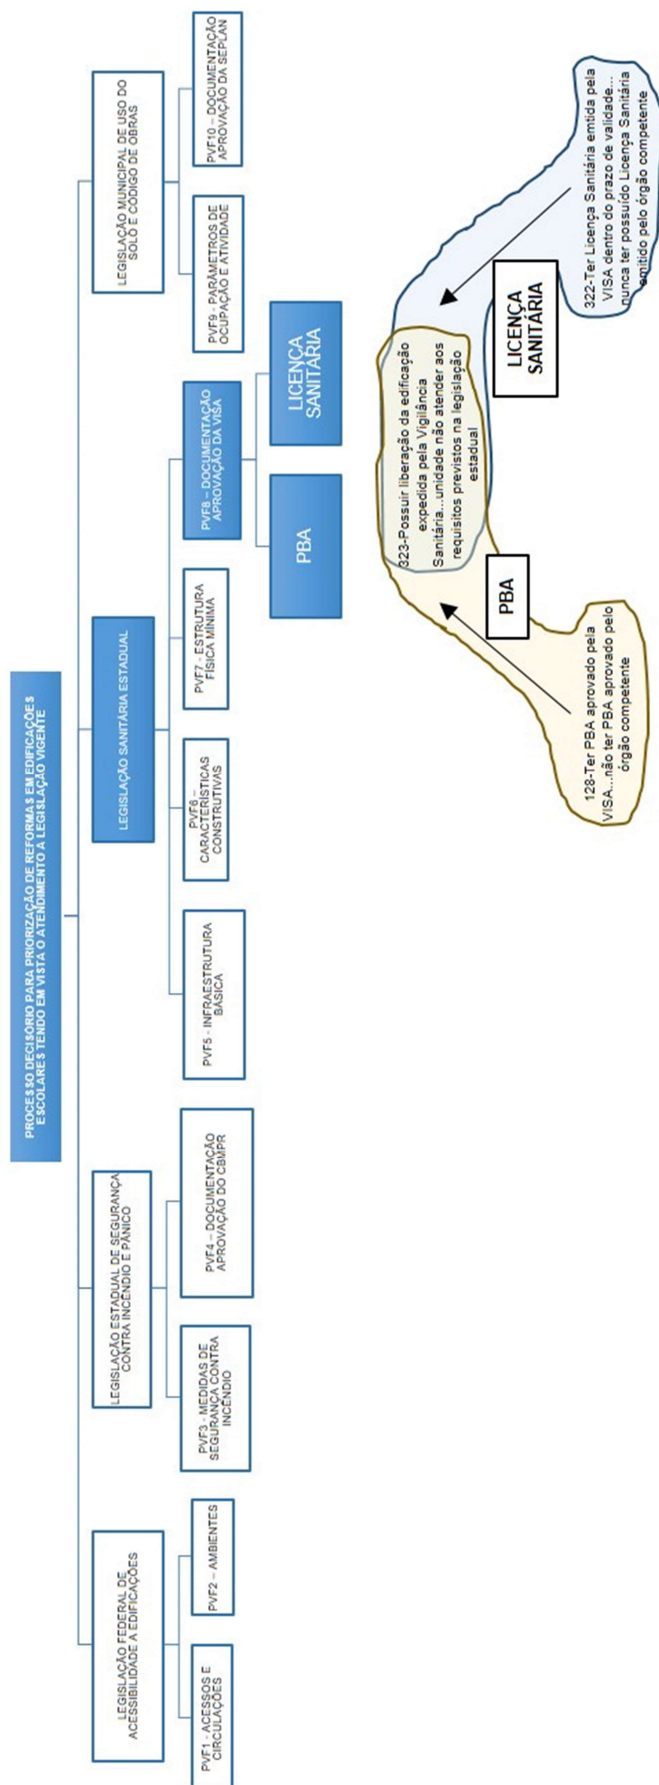 PROCESSO DECISÓRIO PARA PRIORIZAÇÃO DE REFORMAS EM EDIFICAÇÕES
ESCOLARES TENDO EM VISTA O ATENDIMENTO A LEGISLAÇÃO VIGENTE
LEGISLAÇÃO FEDERAL DE
ACESSIBILIDADE A EDIFICAÇÕES
LEGISLAÇÃO ESTADUAL DE SEGURANÇA
CONTRA INCÊNDIO E PÂNICO
LEGISLAÇÃO SANITÁRIA ESTADUAL
LEGISLAÇÃO MUNICIPAL DE USO DO
SOLO E CÓDIGO DE OBRAS
PVF1 - ACESSOS E
CIRCULAÇÕES
PVF2 – AMBIENTES
PVF3 - MEDIDAS DE
SEGURANÇA CONTRA
INCÊNDIO
PVF4 – DOCUMENTAÇÃO
APROVAÇÃO DO CBMPR
PVF5 - INFRAESTRUTURA
BÁSICA
PVF6 –
CARACTERÍSTICAS
CONSTRUTIVAS
PVF7 - ESTRUTURA
FÍSICA MÍNIMA
PVF8 – DOCUMENTAÇÃO
APROVAÇÃO DA VISA
PVF9 - PARÂMETROS DE
OCUPAÇÃO E ATIVIDADE
PVF10 – DOCUMENTAÇÃO
APROVAÇÃO DA SEPLAN
PBA
LICENÇA
SANITÁRIA
323-Possuir liberação da edificação
expedida pela Vigilância
Sanitária...unidade não atender aos
requisitos previstos na legislação
estadual
PBA
LICENÇA
SANITÁRIA
128-Ter PBA aprovado pela
VISA...não ter PBA aprovado pelo
órgão competente
322-Ter Licença Sanitária emtida pela
VISA dentro do prazo de validade...
nunca ter possuído Licença Sanitária
emitido pelo órgão competente